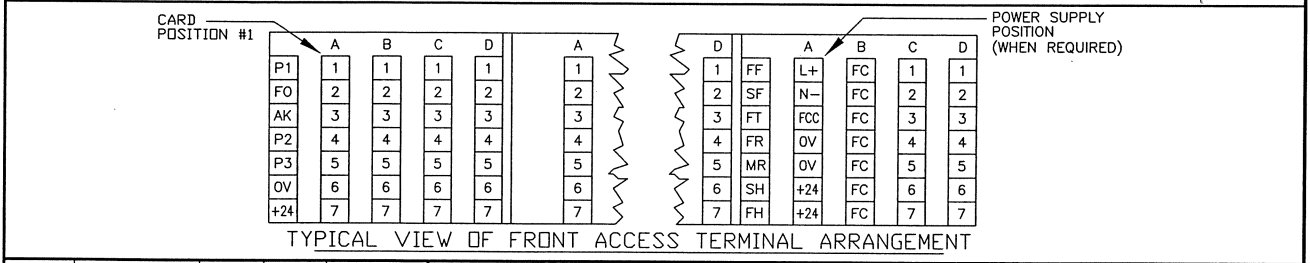 CARD
POSITION #1
POWER SUPPLY
POSITION
(WHEN REQUIRED)
A B C D A D A B C D
P1 1 1 1 1 1 1 FF L+ FC 1 1
FO 2 2 2 2 2 2 SF N- FC 2 2
AK 3 3 3 3 3 3 FT FCC FC 3 3
P2 4 4 4 4 4 4 FR 0V FC 4 4
P3 5 5 5 5 5 5 MR 0V FC 5 5
0V 6 6 6 6 6 6 SH +24 FC 6 6
+24 7 7 7 7 7 7 FH +24 FC 7 7
TYPICAL VIEW OF FRONT ACCESS TERMINAL ARRANGEMENT